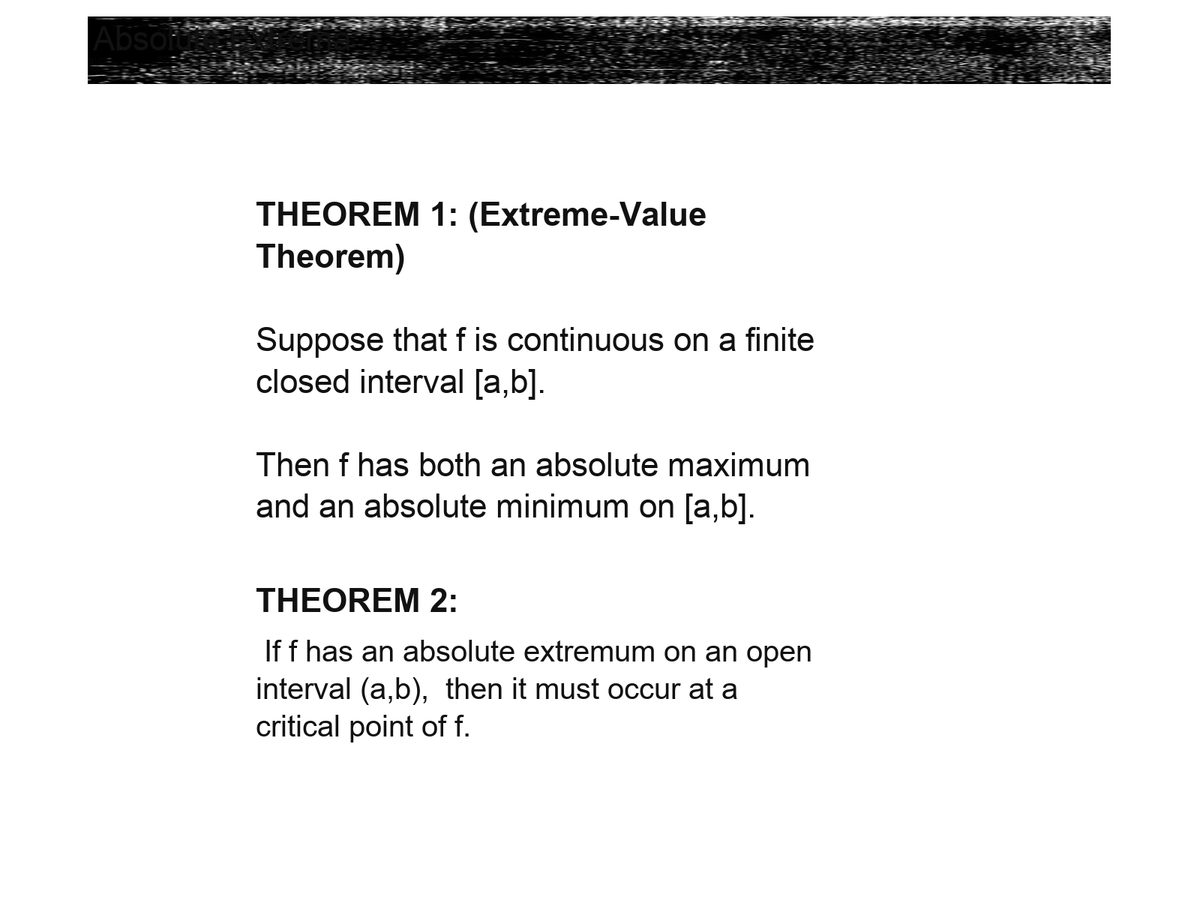 THEOREM 1: (Extreme-Value
Theorem)
Suppose that f is continuous on a finite
closed interval [a,b].
Then f has both an absolute maximum
and an absolute minimum on [a,b].
THEOREM 2:
If f has an absolute extremum on an open
interval (a,b),  then it must occur at a
critical point of f.